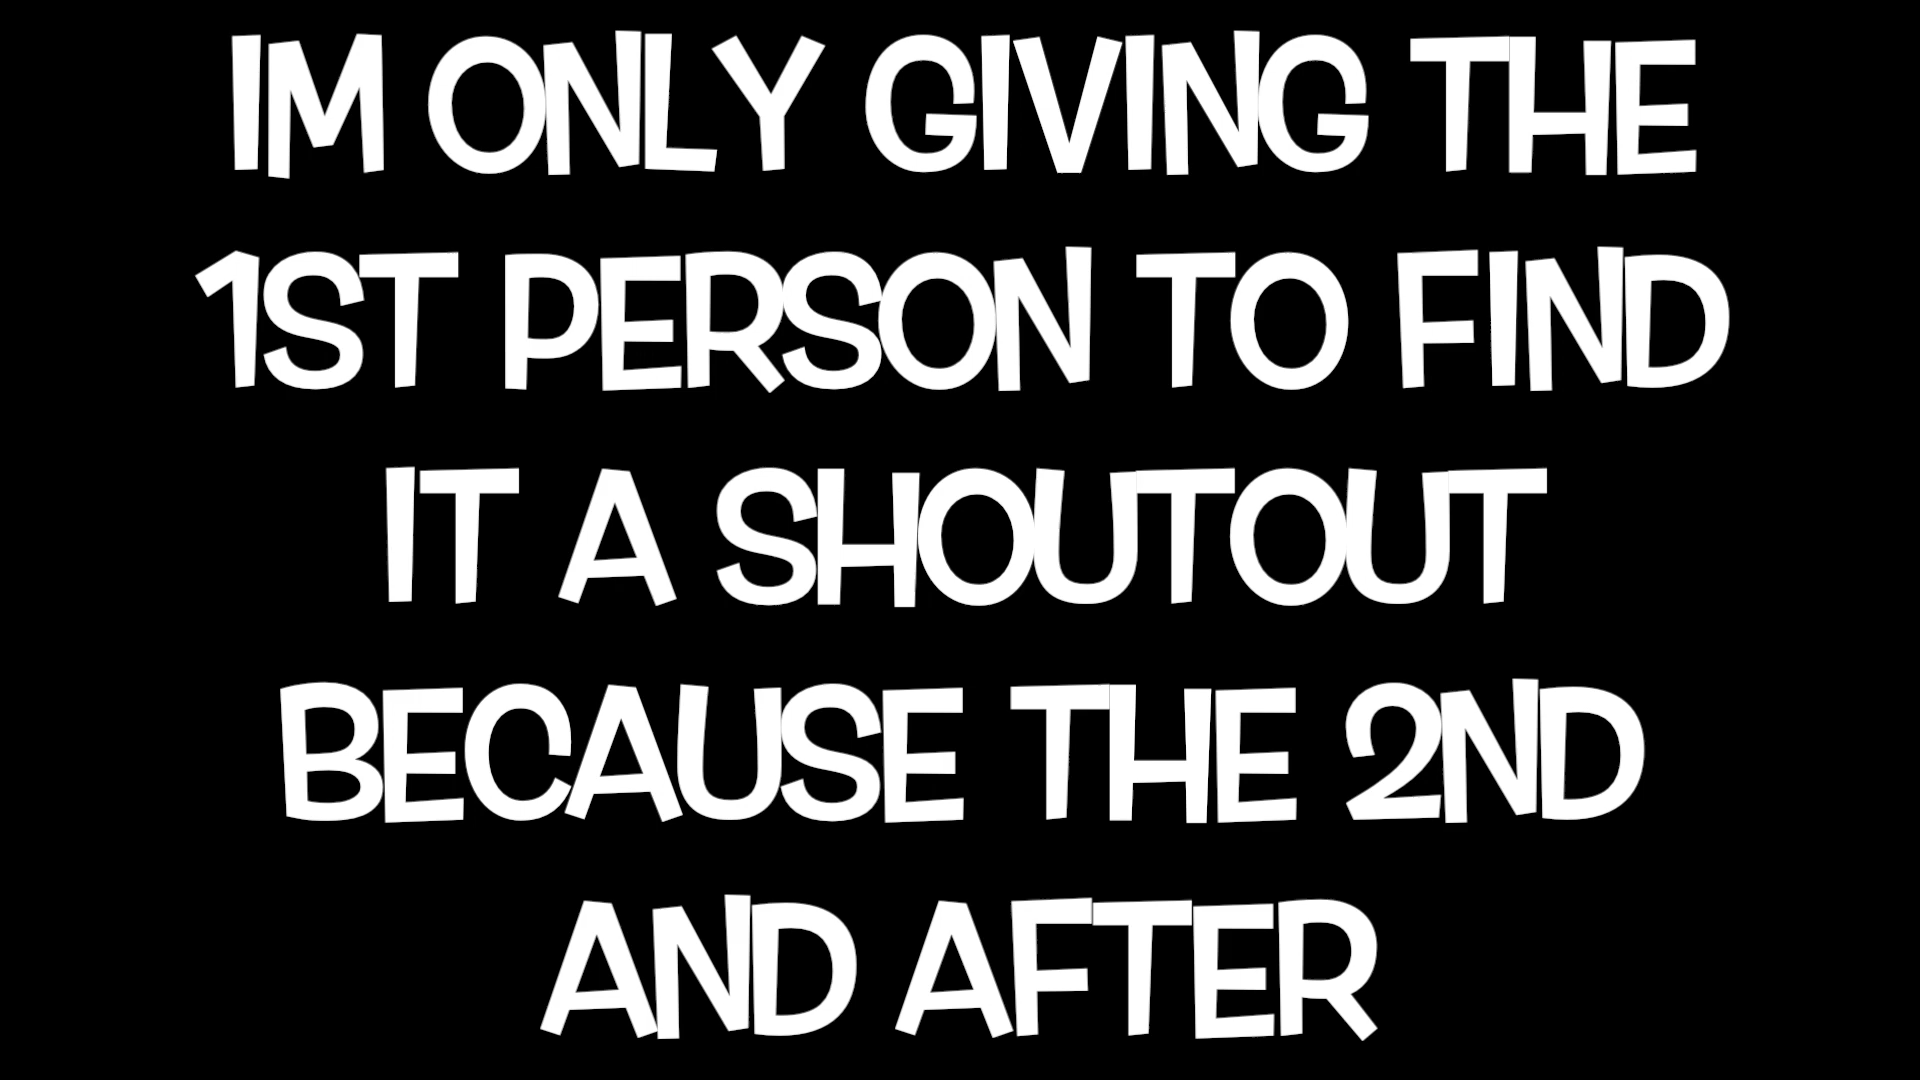 IM ONLY GIVING THE
1ST PERSON TO FIND
IT A SHOUTOUT
BECAUSE THE 2ND
AND AFTER